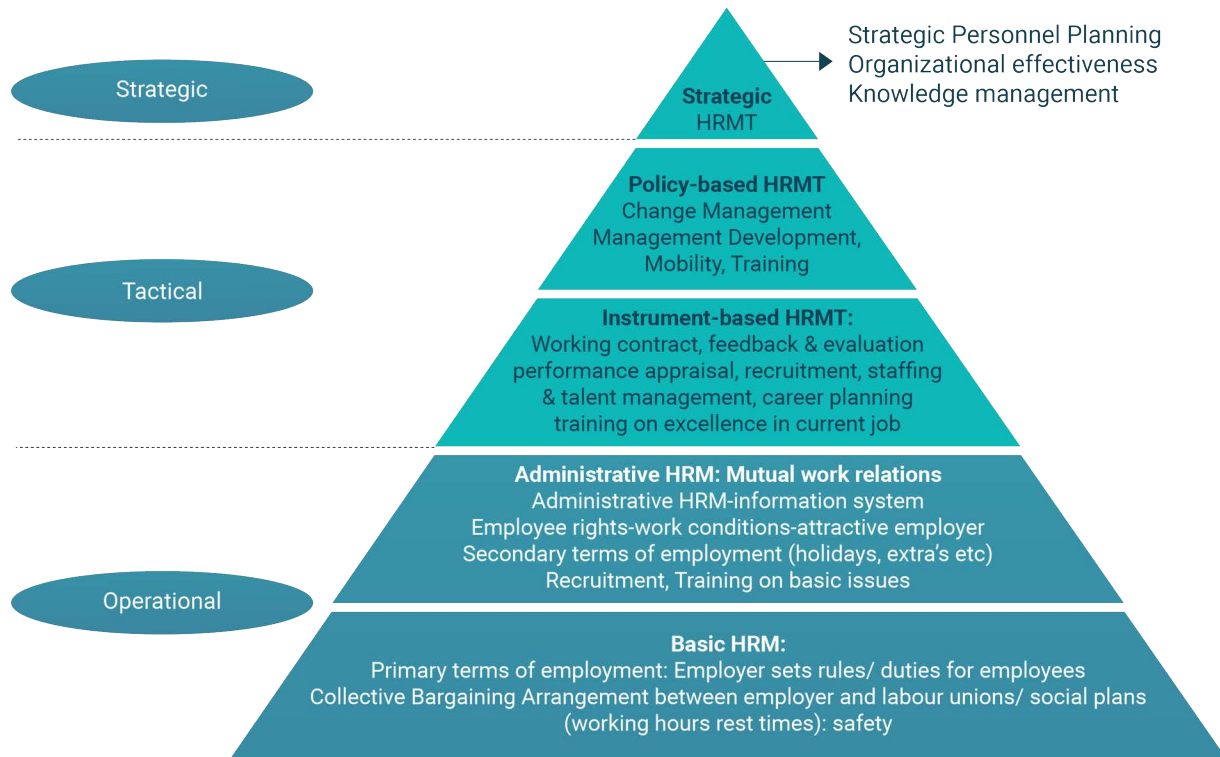 Strategic Personnel Planning
Organizational effectiveness
Knowledge management
Strategic
Strategic
HRMT
Policy-based HRMT
Change Management
Management Development,
Mobility, Training
Tactical
Instrument-based HRMT:
Working contract, feedback & evaluation
performance appraisal, recruitment, staffing
& talent management, career planning
training on excellence in current job
Administrative HRM: Mutual work relations
Administrative HRM-information system
Employee rights-work conditions-attractive employer
Secondary terms of employment (holidays, extra's etc)
Recruitment, Training on basic issues
Operational
Basic HRM:
Primary terms of employment: Employer sets rules/ duties for employees
Collective Bargaining Arrangement between employer and labour unions/ social plans
(working hours rest times): safety